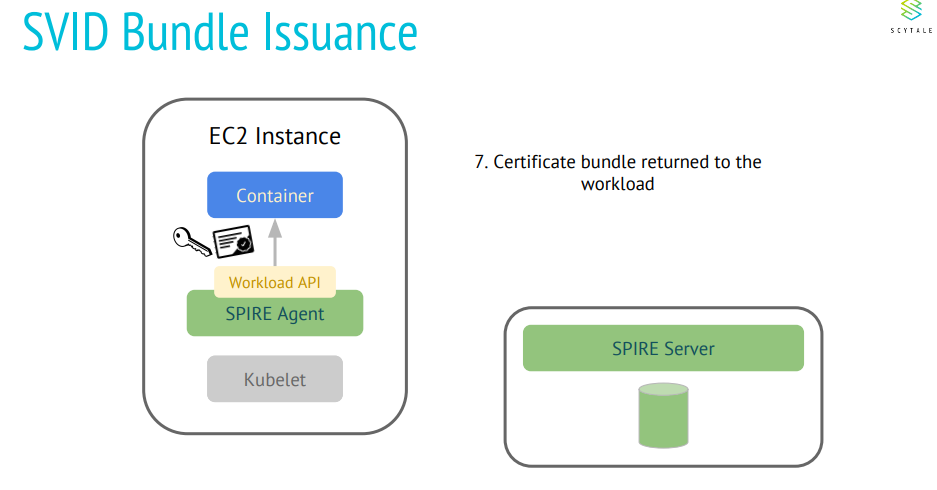 SVID Bundle Issuance
SCYTALE
EC2 Instance
Container
Workload API
SPIRE Agent
Kubelet
7. Certificate bundle returned to the
workload
SPIRE Server